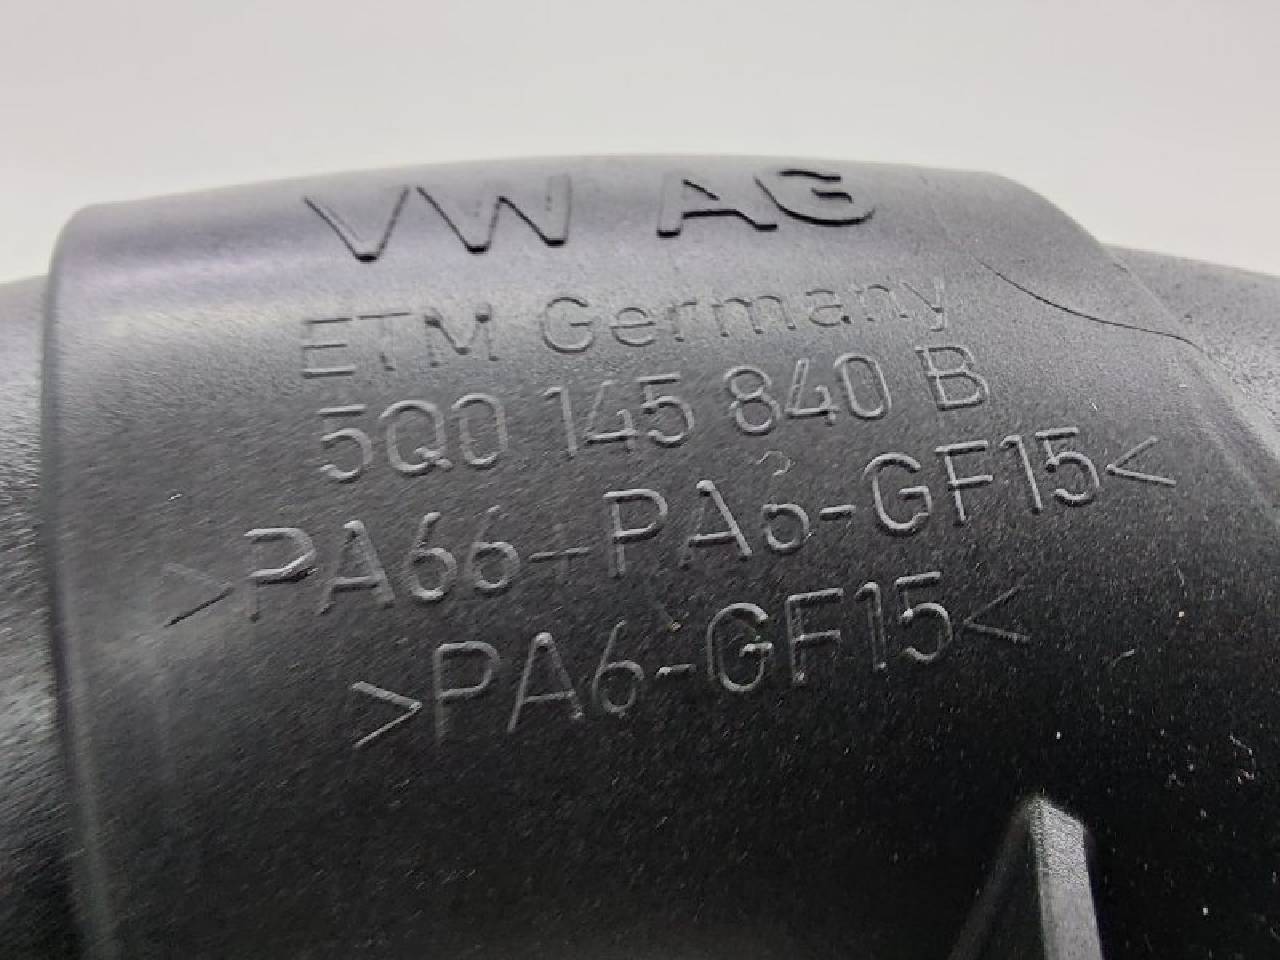 VW AG
ETM Germany
5Q0 145 840 B
>PA66+PA6-GF15<
>PA6-GF15<